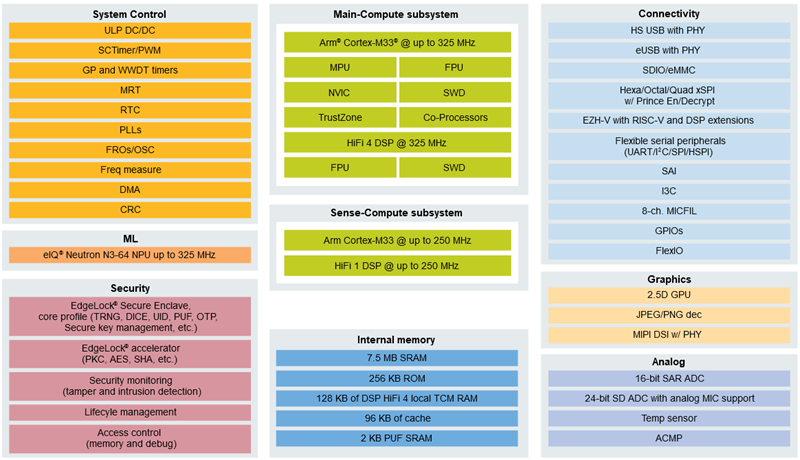 System Control
ULP DC/DC
SCTimer/PWM
GP and WWDT timers
MRT
RTC
PLLs
FROs/OSC
Freq measure
DMA
CRC
ML
eIQ® Neutron N3-64 NPU up to 325 MHz
Security
EdgeLock® Secure Enclave,
core profile (TRNG, DICE, UID, PUF, OTP,
Secure key management, etc.)
EdgeLock® accelerator
(PKC, AES, SHA, etc.)
Security monitoring
(tamper and intrusion detection)
Lifecyle management
Access control
(memory and debug)
Main-Compute subsystem
Arm® Cortex-M33® @ up to 325 MHz
MPU
FPU
NVIC
SWD
TrustZone
Co-Processors
HiFi 4 DSP @ 325 MHz
FPU
SWD
Sense-Compute subsystem
Arm Cortex-M33 @ up to 250 MHz
HiFi 1 DSP @ up to 250 MHz
Internal memory
7.5 MB SRAM
256 KB ROM
128 KB of DSP HiFi 4 local TCM RAM
96 KB of cache
2 KB PUF SRAM
Connectivity
HS USB with PHY
eUSB with PHY
SDIO/eMMC
Hexa/Octal/Quad xSPI
w/ Prince En/Decrypt
EZH-V with RISC-V and DSP extensions
Flexible serial peripherals
(UART/I²C/SPI/HSPI)
SAI
I3C
8-ch. MICFIL
GPIOs
FlexIO
Graphics
2.5D GPU
JPEG/PNG dec
MIPI DSI w/ PHY
Analog
16-bit SAR ADC
24-bit SD ADC with analog MIC support
Temp sensor
ACMP